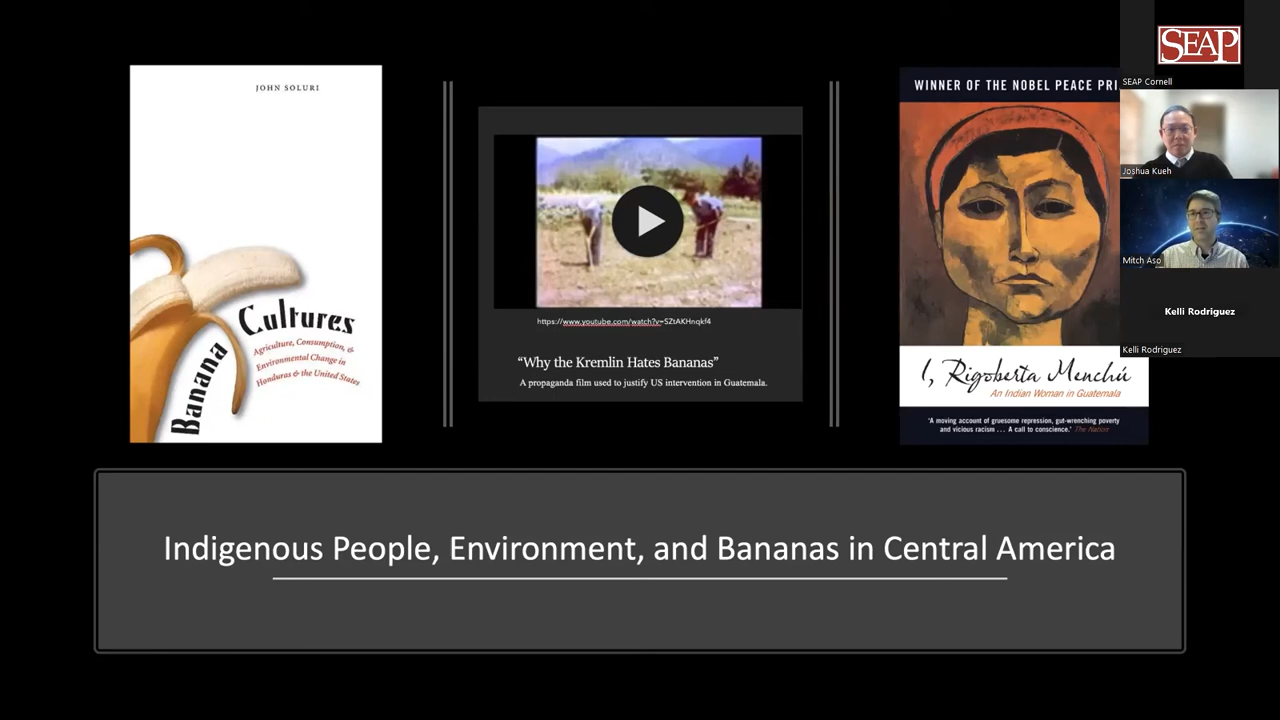 JOHN SOLURI
Banana
Cultures
Agriculture, Consumption, &
Environmental Change in
Honduras & the United States
https://www.youtube.com/watch?v=SZtAKHnqkf4
“Why the Kremlin Hates Bananas”
A propaganda film used to justify US intervention in Guatemala.
WINNER OF THE NOBEL PEACE PRI
I, Rigoberta Menchú
An Indian Woman in Guatemala
‘A moving account of gruesome repression, gut-wrenching poverty
and vicious racism . . . A call to conscience.’ The Nation
Indigenous People, Environment, and Bananas in Central America
SEAP
SEAP Cornell
Joshua Kueh
Mitch Aso
Kelli Rodriguez
Kelli Rodriguez